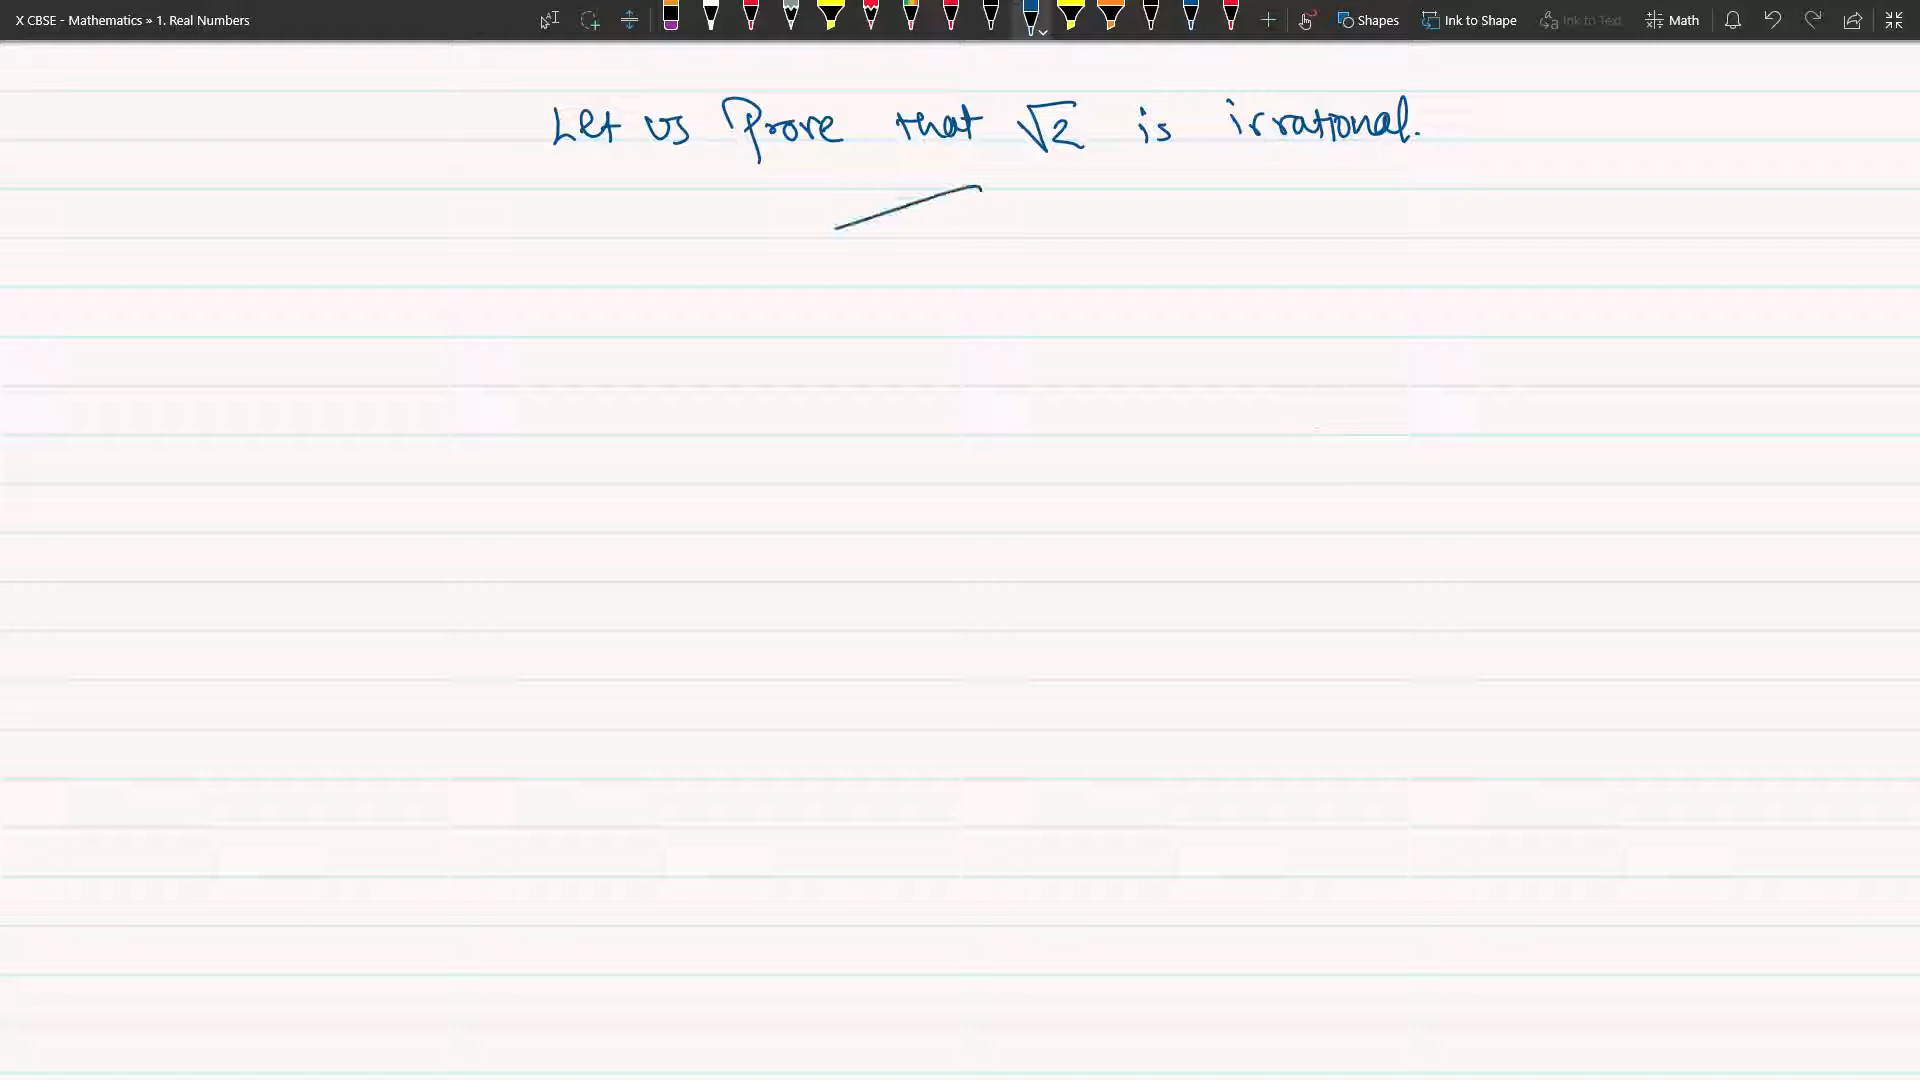 X CBSE - Mathematics » 1. Real Numbers
Shapes
Ink to Shape
Ink to Text
Math
Let us Prove that √2 is irrational.